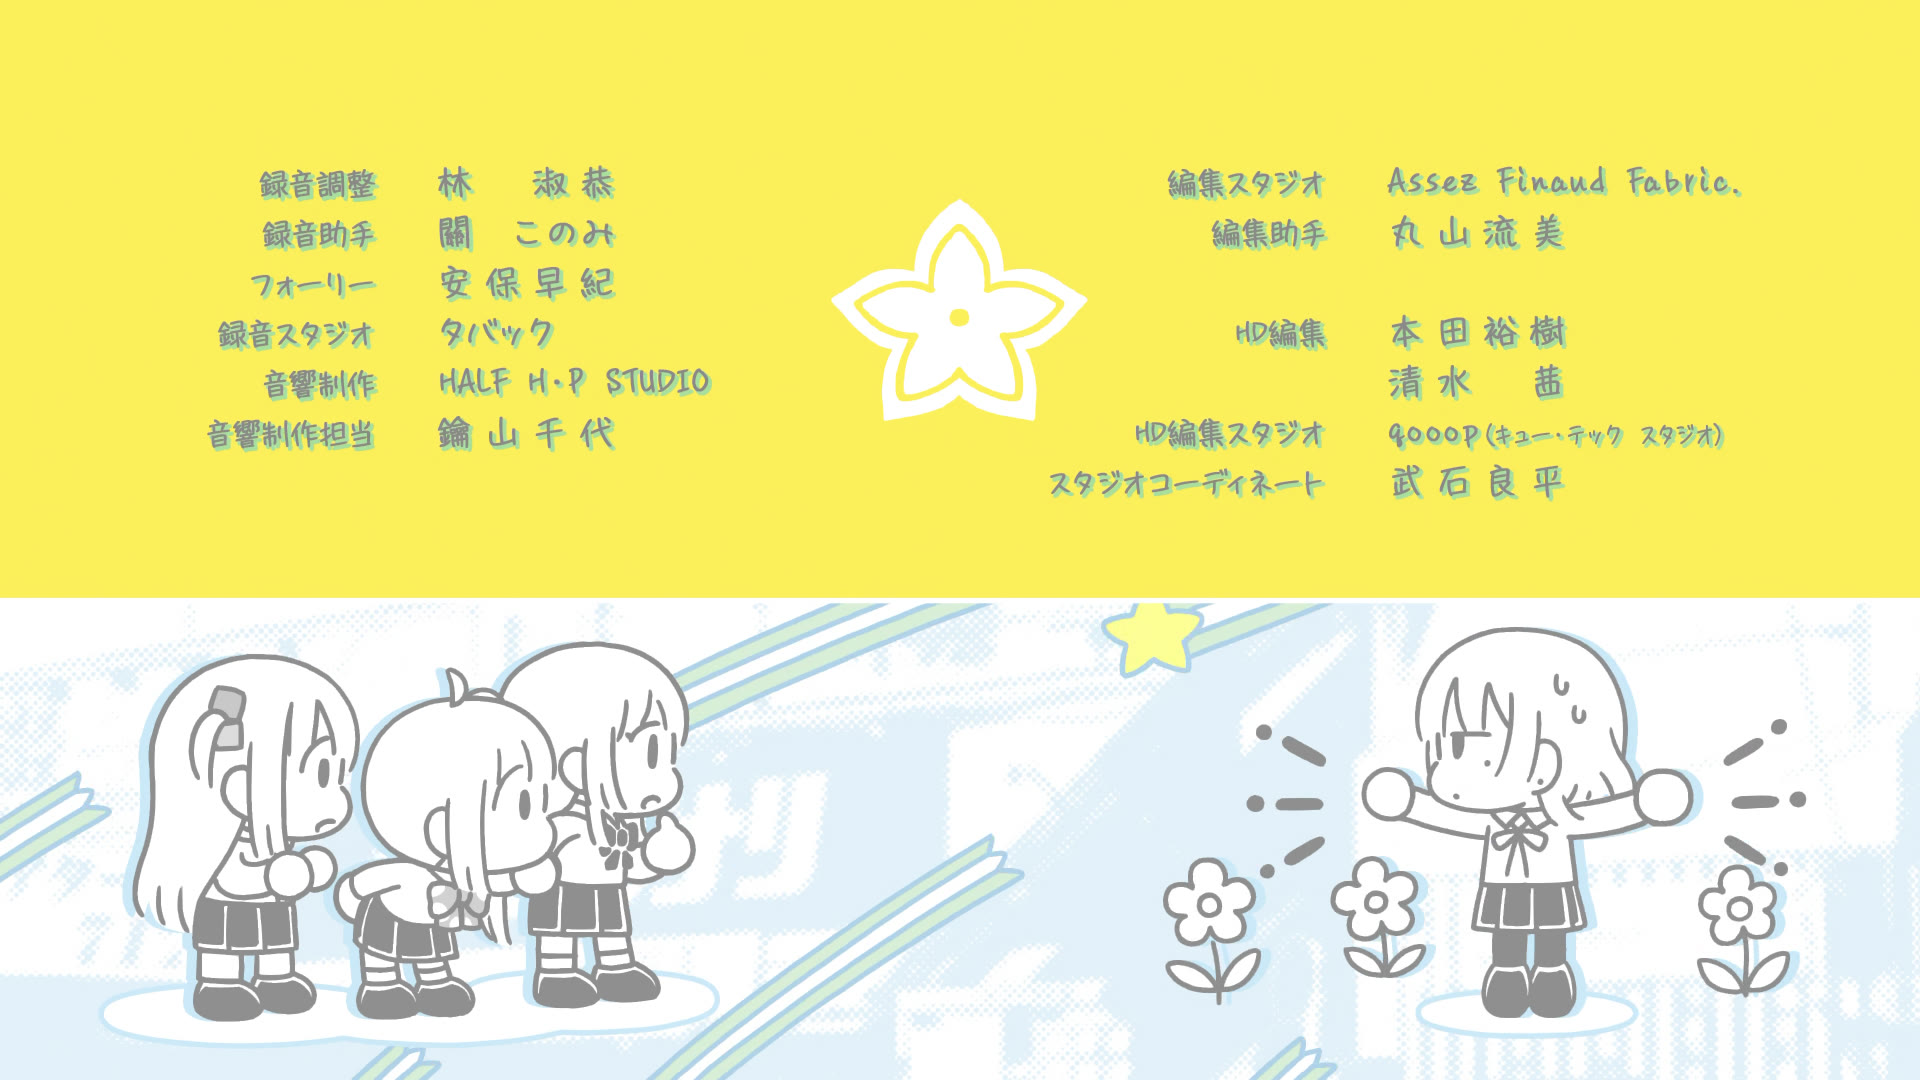 録音調整 林 淑恭
録音助手 關 このみ
フォーリー 安保早紀
録音スタジオ タバック
音響制作 HALF H・P STUDIO
音響制作担当 鑰山千代
編集スタジオ Assez Finaud Fabric.
編集助手 丸山流美
HD編集 本田裕樹
清水 茜
HD編集スタジオ q000p(キュー・テック スタジオ)
スタジオコーディネート 武石良平